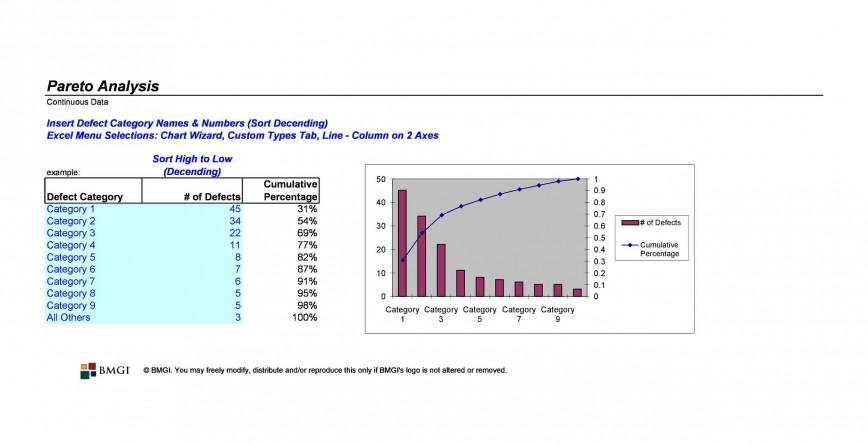 Pareto Analysis
Continuous Data
Insert Defect Category Names & Numbers (Sort Decending)
Excel Menu Selections: Chart Wizard, Custom Types Tab, Line - Column on 2 Axes
Sort High to Low
example: (Decending)
Cumulative
Defect Category # of Defects Percentage
Category 1 45 31%
Category 2 34 54%
Category 3 22 69%
Category 4 11 77%
Category 5 8 82%
Category 6 7 87%
Category 7 6 91%
Category 8 5 95%
Category 9 5 98%
All Others 3 100%
50
40
30
20
10
0
1
0.9
0.8
0.7
0.6
0.5
0.4
0.3
0.2
0.1
0
Category Category Category Category Category
1 3 5 7 9
# of Defects
Cumulative
Percentage
BMGI © BMGI. You may freely modify, distribute and/or reproduce this only if BMGI's logo is not altered or removed.